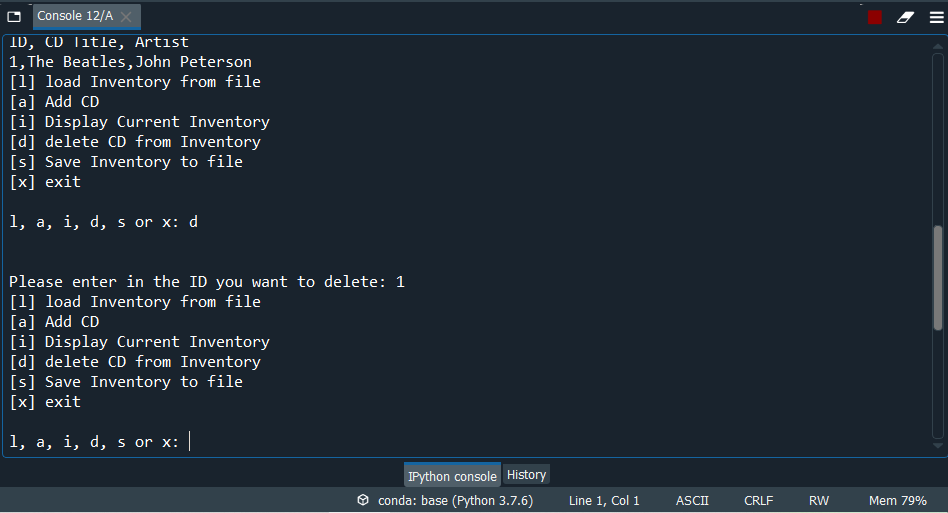 Console 12/A
ID, CD Title, Artist
1,The Beatles,John Peterson
[l] load Inventory from file
[a] Add CD
[i] Display Current Inventory
[d] delete CD from Inventory
[s] Save Inventory to file
[x] exit
l, a, i, d, s or x: d
Please enter in the ID you want to delete: 1
[l] load Inventory from file
[a] Add CD
[i] Display Current Inventory
[d] delete CD from Inventory
[s] Save Inventory to file
[x] exit
l, a, i, d, s or x:
IPython console History
conda: base (Python 3.7.6) Line 1, Col 1 ASCII CRLF RW Mem 79%